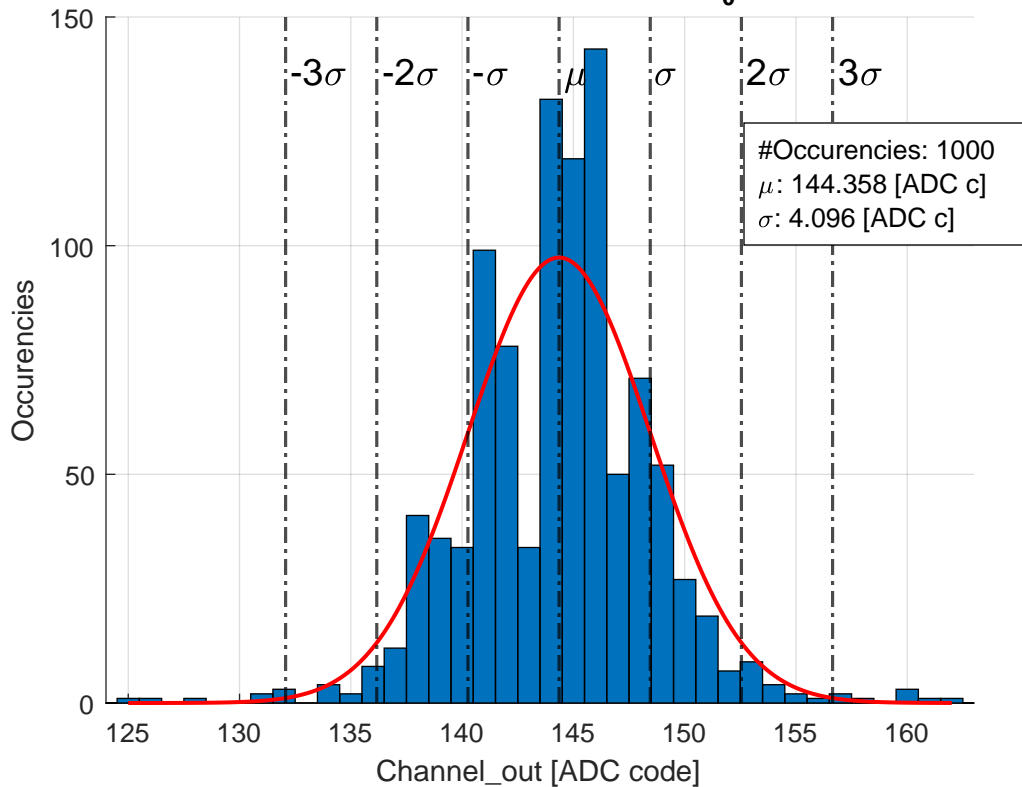 150
-3σ
-2σ
-σ
μ
σ
2σ
3σ
#Occurencies: 1000
μ: 144.358 [ADC c]
σ: 4.096 [ADC c]
100
50
0
Occurencies
125
130
135
140
145
150
155
160
Channel_out [ADC code]